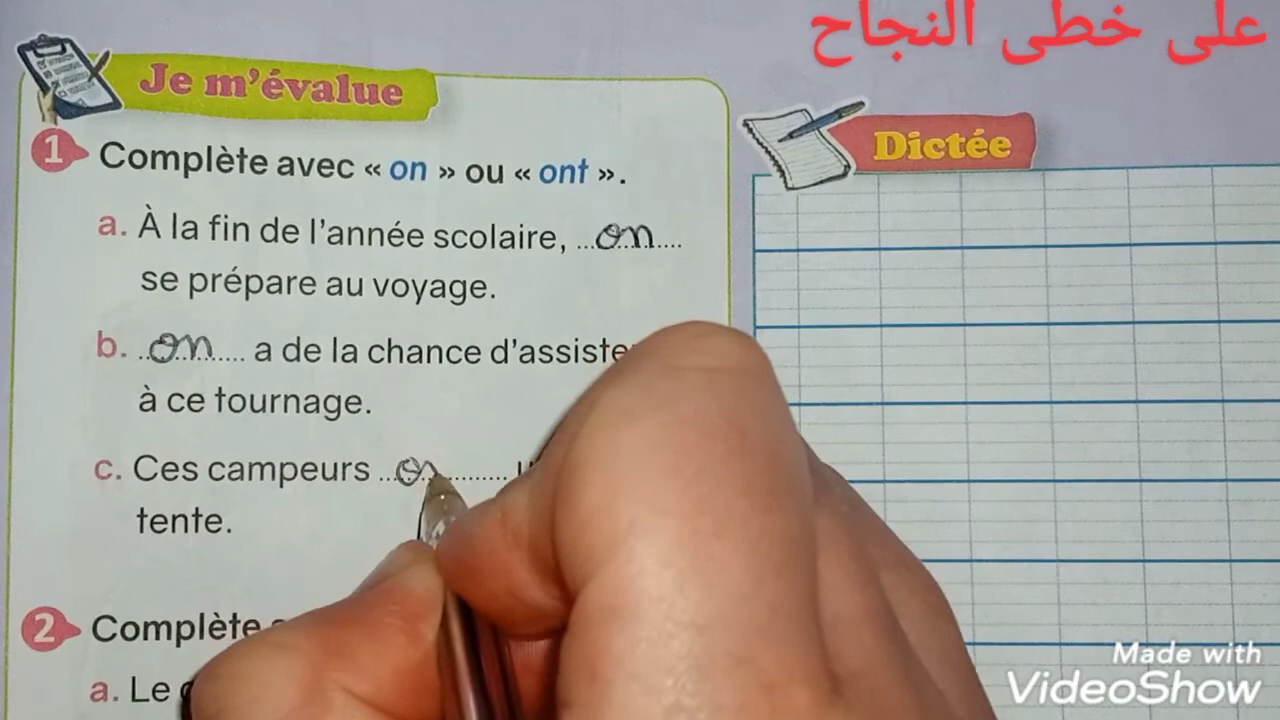 على خطى النجاح
Je m'évalue
1 Complète avec « on » ou « ont ».
a. À la fin de l'année scolaire, ...on....
se prépare au voyage.
b. ..on..... a de la chance d'assiste
à ce tournage.
c. Ces campeurs ...on........
tente.
2 Complète
a. Le
Dictée
Made with
VideoShow